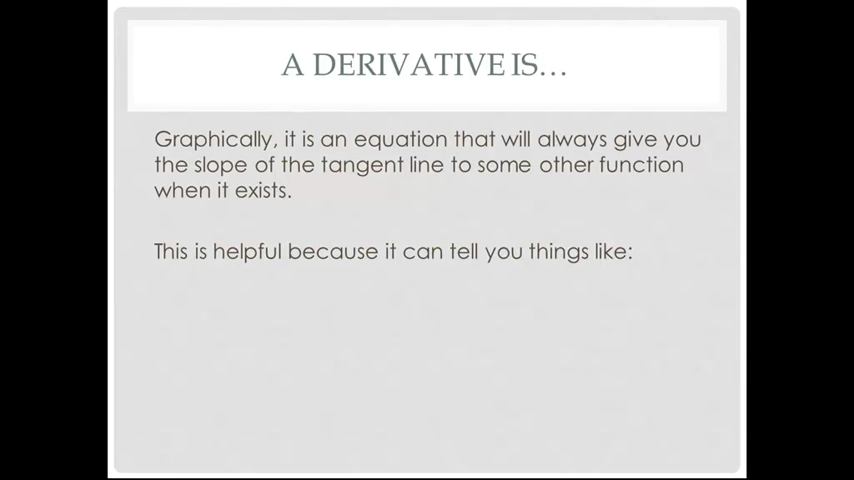 A DERIVATIVE IS…
Graphically, it is an equation that will always give you
the slope of the tangent line to some other function
when it exists.
This is helpful because it can tell you things like: